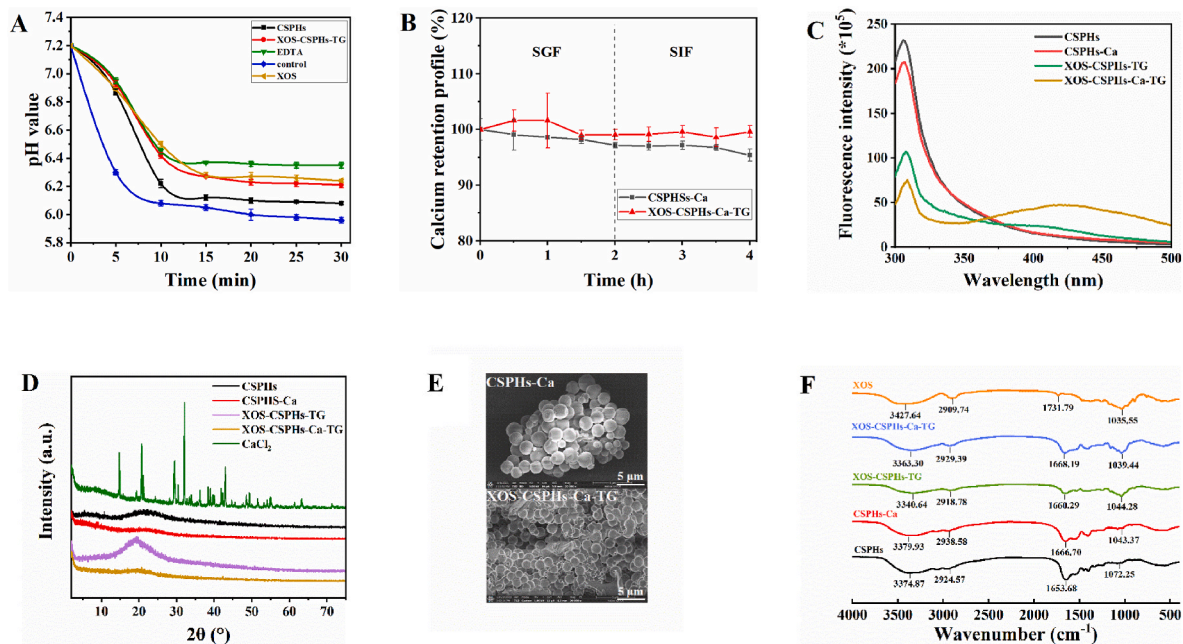 A
CSPHs
XOS-CSPHs-TG
EDTA
control
XOS
7.2
7.0
6.8
6.6
6.4
6.2
6.0
5.8
0 5 10 15 20 25 30
pH value
Time (min)
B
SGF
SIF
CSPHSs-Ca
XOS-CSPHs-Ca-TG
120
110
100
90
80
0 1 2 3 4
Calcium retention profile (%)
Time (h)
C
CSPHs
CSPHs-Ca
XOS-CSPHs-TG
XOS-CSPHs-Ca-TG
250
200
150
100
50
0
300 350 400 450 500
Fluorescence intensity (*10⁵)
Wavelength (nm)
D
CSPHs
CSPHS-Ca
XOS-CSPHs-TG
XOS-CSPHs-Ca-TG
CaCl₂
10 20 30 40 50 60 70
Intensity (a.u.)
2θ (°)
E
CSPHs-Ca
5 μm
XOS-CSPHs-Ca-TG
5 μm
F
XOS
3427.64
2909.74
1731.79
1035.55
XOS-CSPHs-Ca-TG
3363.30
2929.39
1668.19
1039.44
XOS-CSPHs-TG
3340.64
2918.78
1660.29
1044.28
CSPHs-Ca
3379.93
2938.58
1666.70
1043.37
CSPHs
3374.87
2924.57
1653.68
1072.25
4000 3000 2000 1000
Wavenumber (cm⁻¹)